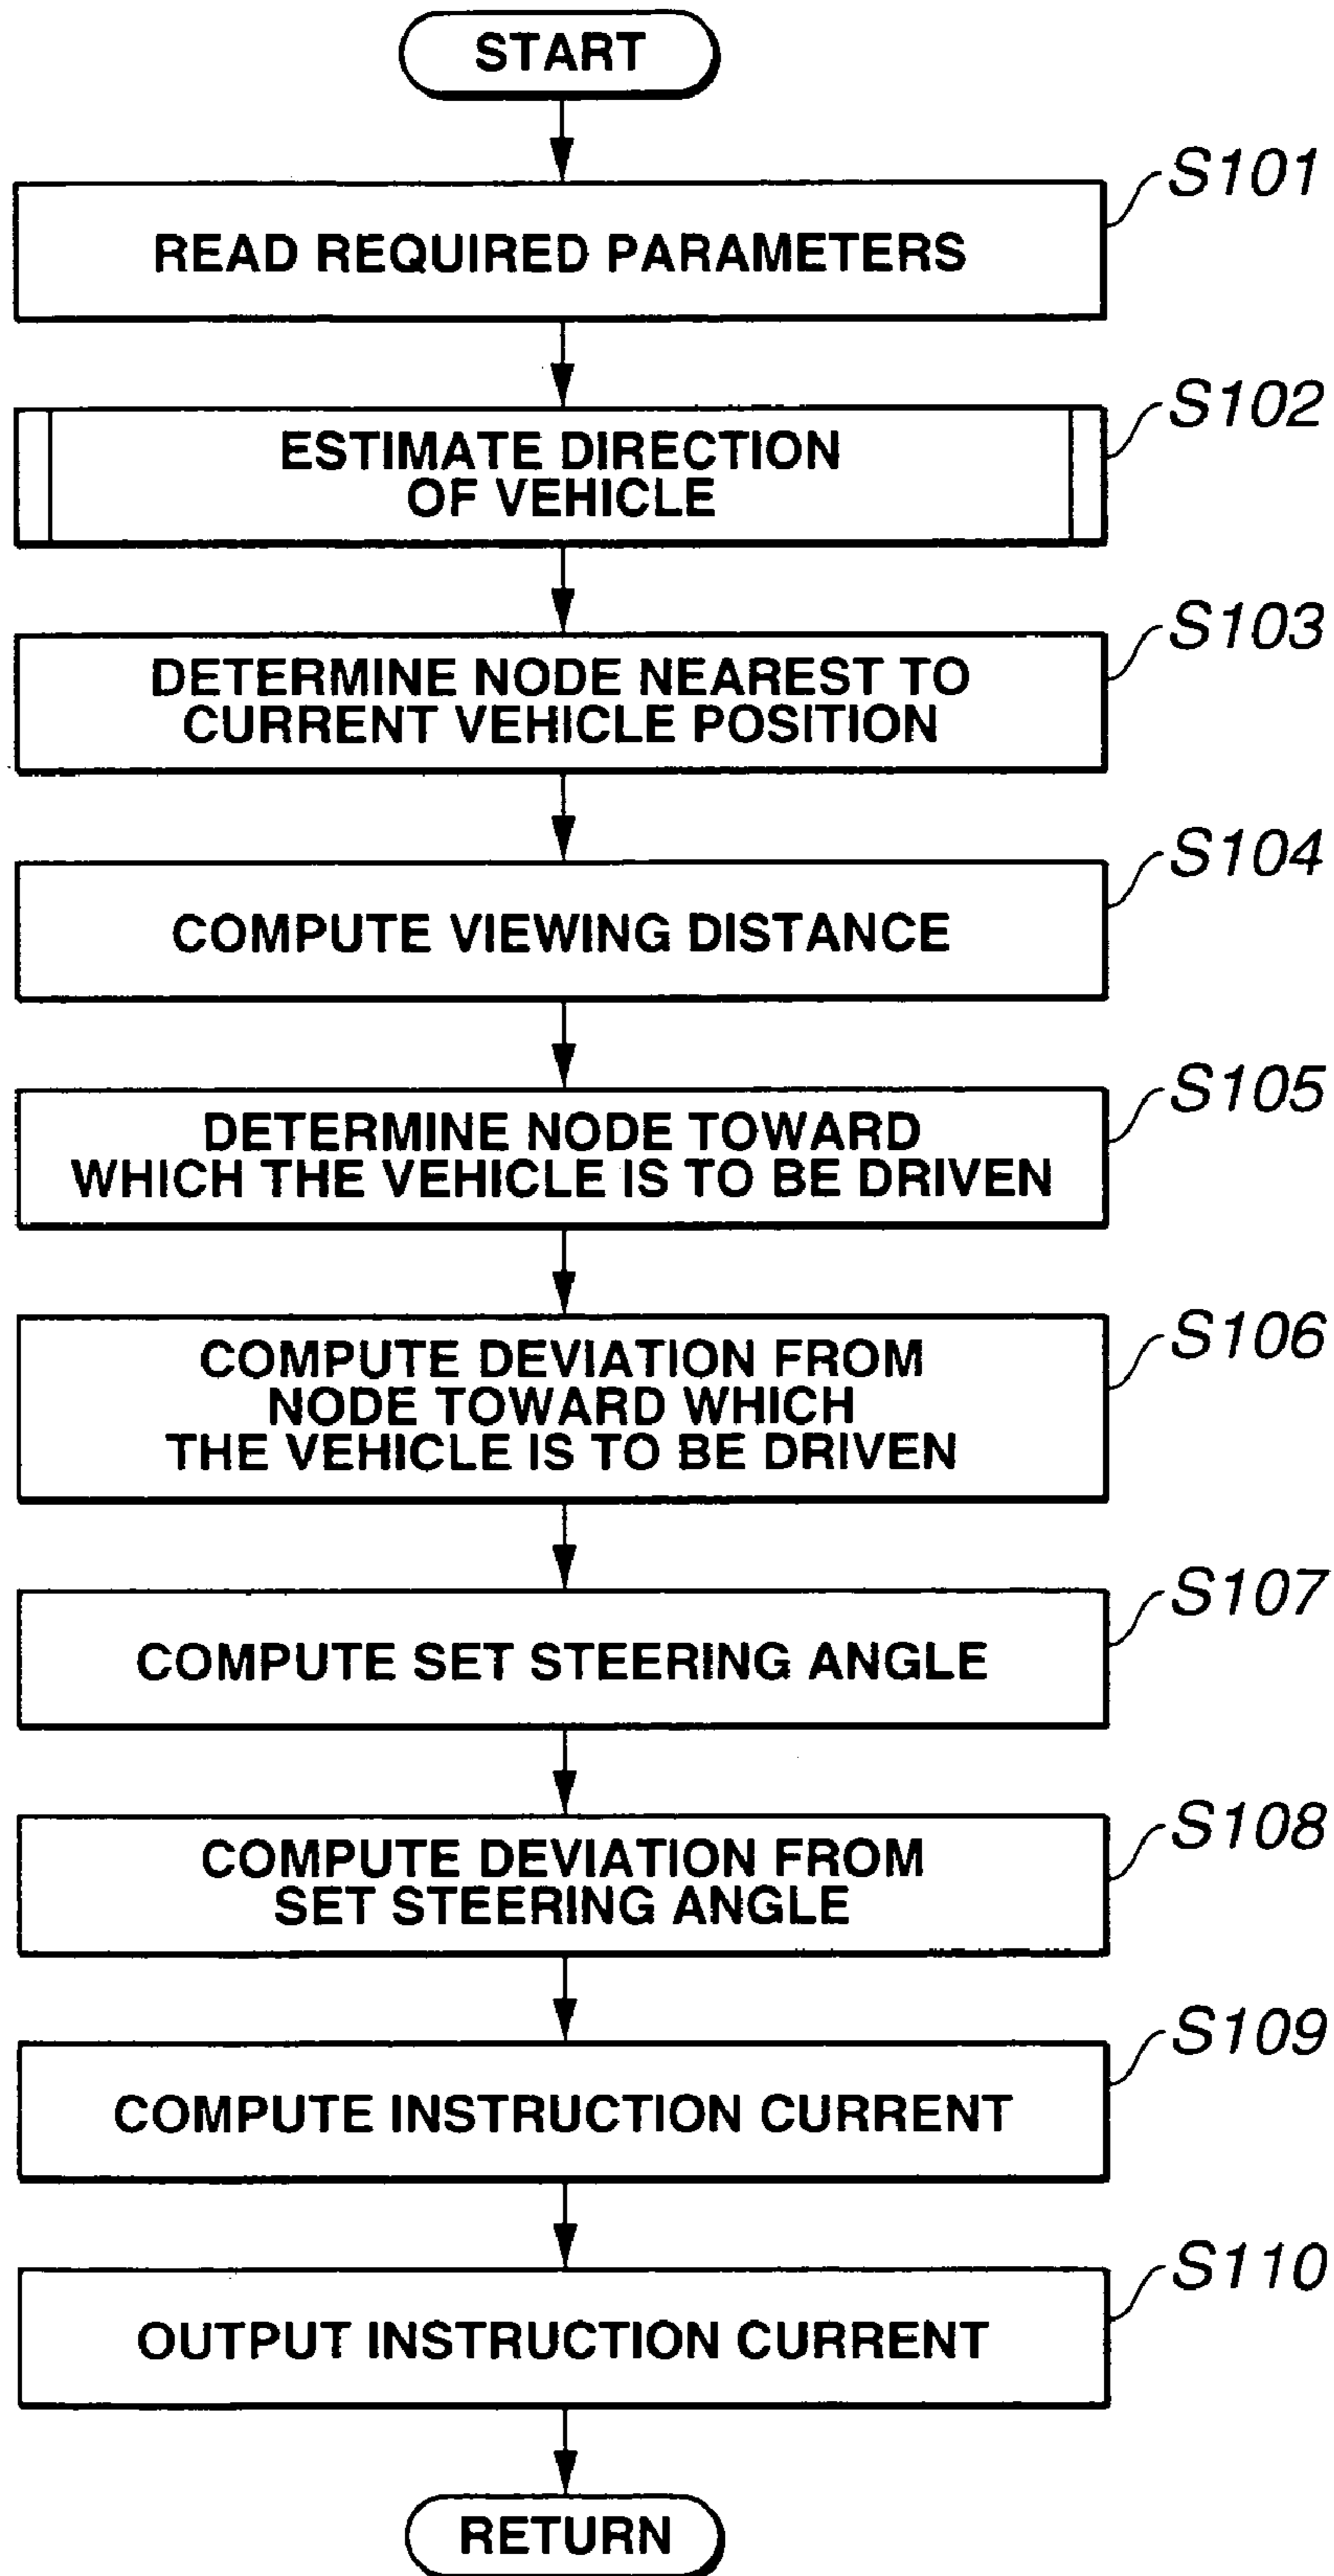 START
S101
READ REQUIRED PARAMETERS
S102
ESTIMATE DIRECTION
OF VEHICLE
S103
DETERMINE NODE NEAREST TO
CURRENT VEHICLE POSITION
S104
COMPUTE VIEWING DISTANCE
S105
DETERMINE NODE TOWARD
WHICH THE VEHICLE IS TO BE DRIVEN
S106
COMPUTE DEVIATION FROM
NODE TOWARD WHICH
THE VEHICLE IS TO BE DRIVEN
S107
COMPUTE SET STEERING ANGLE
S108
COMPUTE DEVIATION FROM
SET STEERING ANGLE
S109
COMPUTE INSTRUCTION CURRENT
S110
OUTPUT INSTRUCTION CURRENT
RETURN